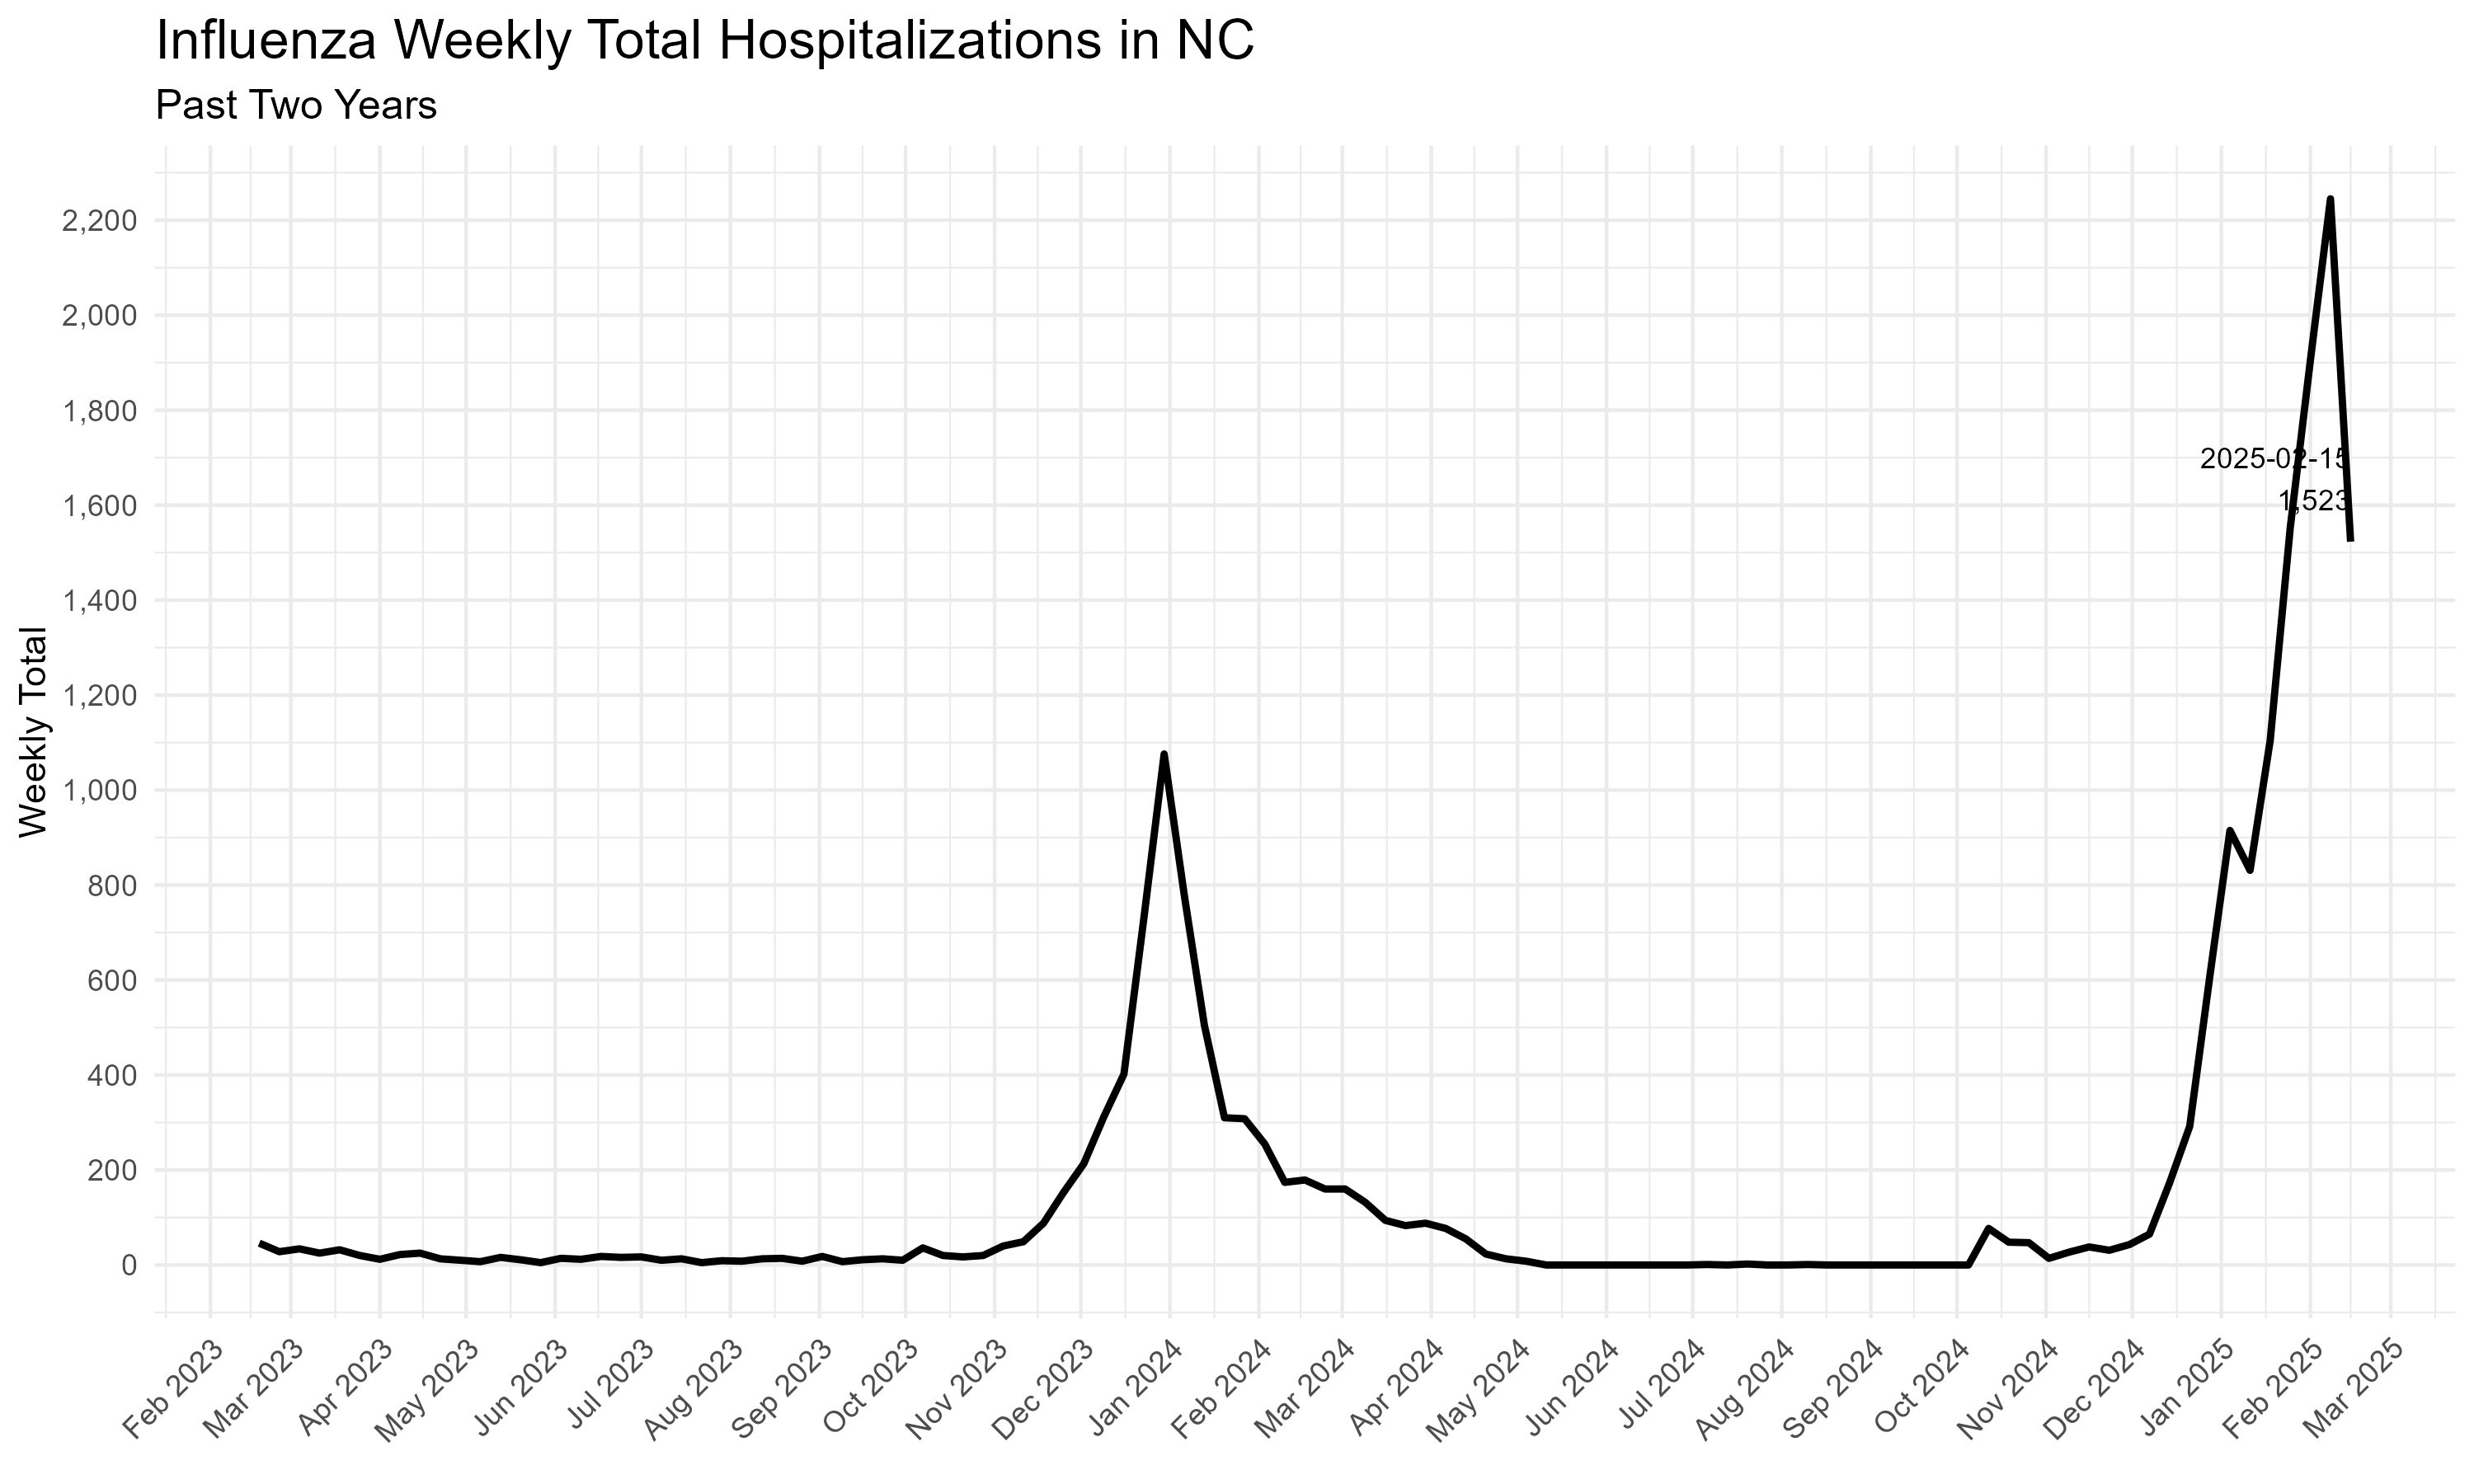 Influenza Weekly Total Hospitalizations in NC
Past Two Years
Weekly Total
2,200
2,000
1,800
1,600
1,400
1,200
1,000
800
600
400
200
0
2025-02-15
1,523
Feb 2023
Mar 2023
Apr 2023
May 2023
Jun 2023
Jul 2023
Aug 2023
Sep 2023
Oct 2023
Nov 2023
Dec 2023
Jan 2024
Feb 2024
Mar 2024
Apr 2024
May 2024
Jun 2024
Jul 2024
Aug 2024
Sep 2024
Oct 2024
Nov 2024
Dec 2024
Jan 2025
Feb 2025
Mar 2025